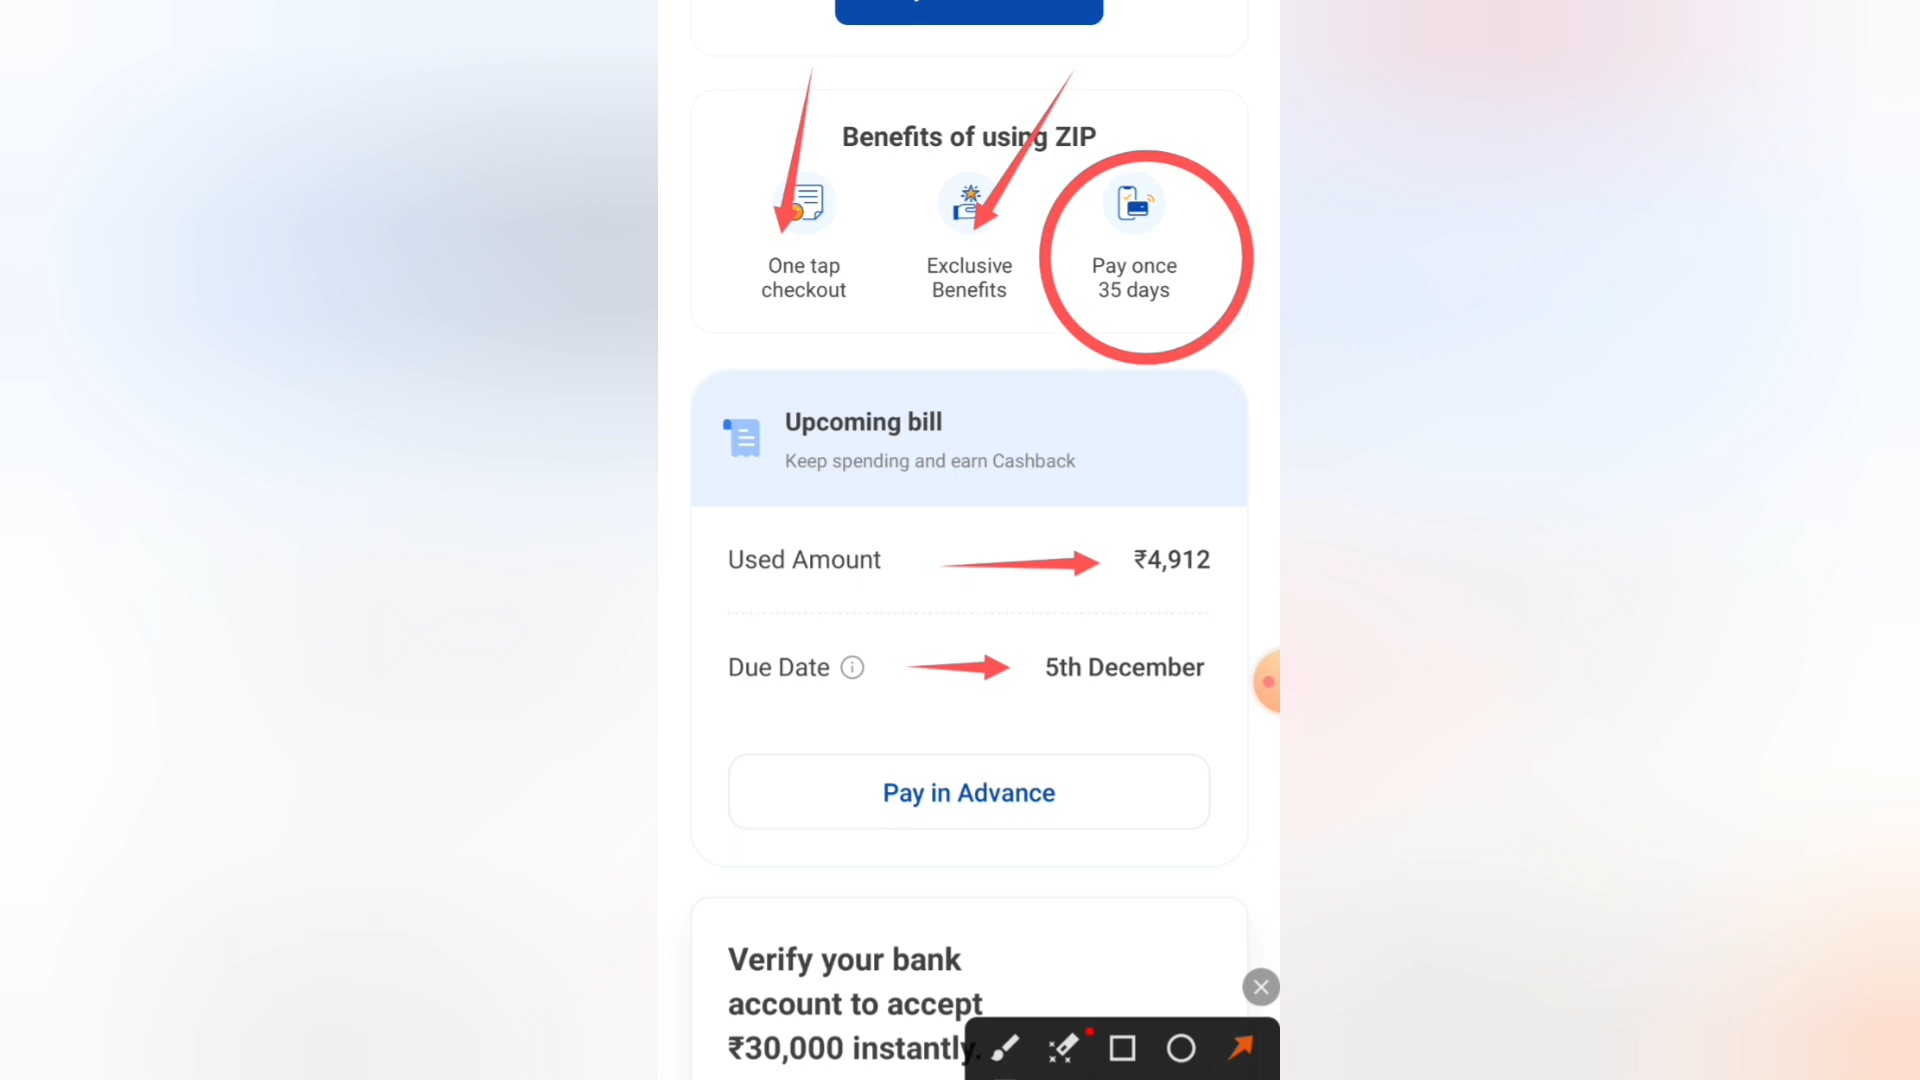 Benefits of using ZIP
One tap
checkout
Exclusive
Benefits
Pay once
35 days
Upcoming bill
Keep spending and earn Cashback
Used Amount
₹4,912
Due Date
5th December
Pay in Advance
Verify your bank
account to accept
₹30,000 instantly.